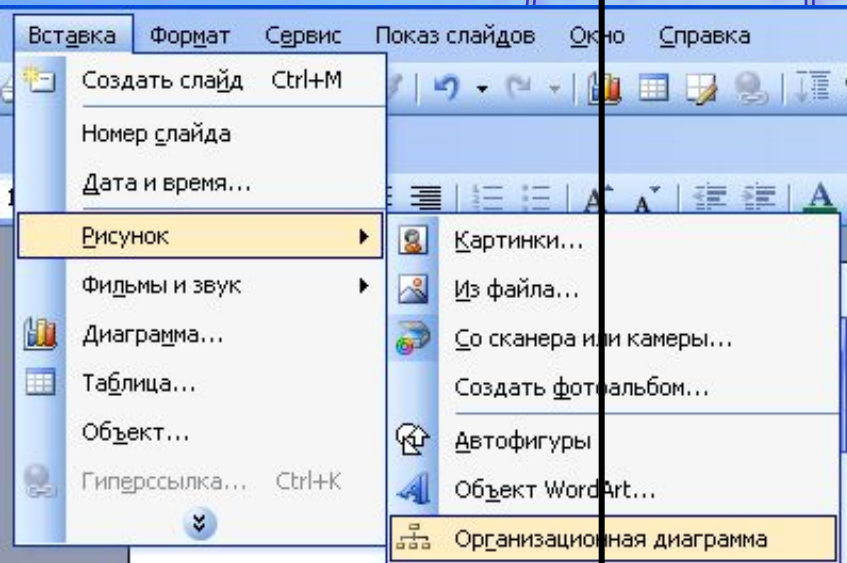 Вставка Формат Сервис Показ слайдов Окно Справка
Создать слайд Ctrl+M
Номер слайда
Дата и время...
Рисунок
Фильмы и звук
Диаграмма...
Таблица...
Объект...
Гиперссылка... Ctrl+K
Картинки...
Из файла...
Со сканера или камеры...
Создать фотоальбом...
Автофигуры
Объект WordArt...
Организационная диаграмма